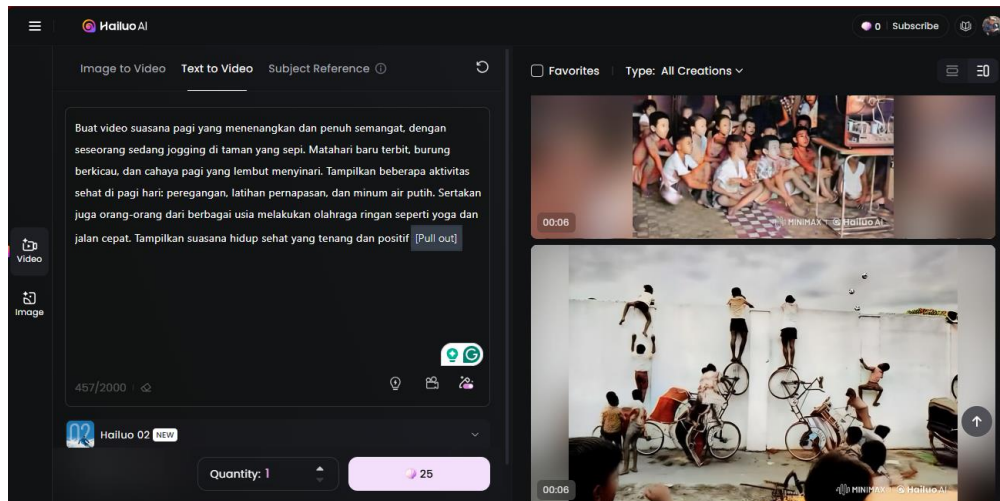 Hailuo AI
0 Subscribe
Image to Video Text to Video Subject Reference
Favorites Type: All Creations
Buat video suasana pagi yang menenangkan dan penuh semangat, dengan
seseorang sedang jogging di taman yang sepi. Matahari baru terbit, burung
berkicau, dan cahaya pagi yang lembut menyinari. Tampilkan beberapa aktivitas
sehat di pagi hari: peregangan, latihan pernapasan, dan minum air putih. Sertakan
juga orang-orang dari berbagai usia melakukan olahraga ringan seperti yoga dan
jalan cepat. Tampilkan suasana hidup sehat yang tenang dan positif [Pull out]
Video
Image
457/2000
Hailuo 02 NEW
Quantity: 1
25
00:06
MINIMAX Hailuo AI
00:06
MINIMAX Hailuo AI